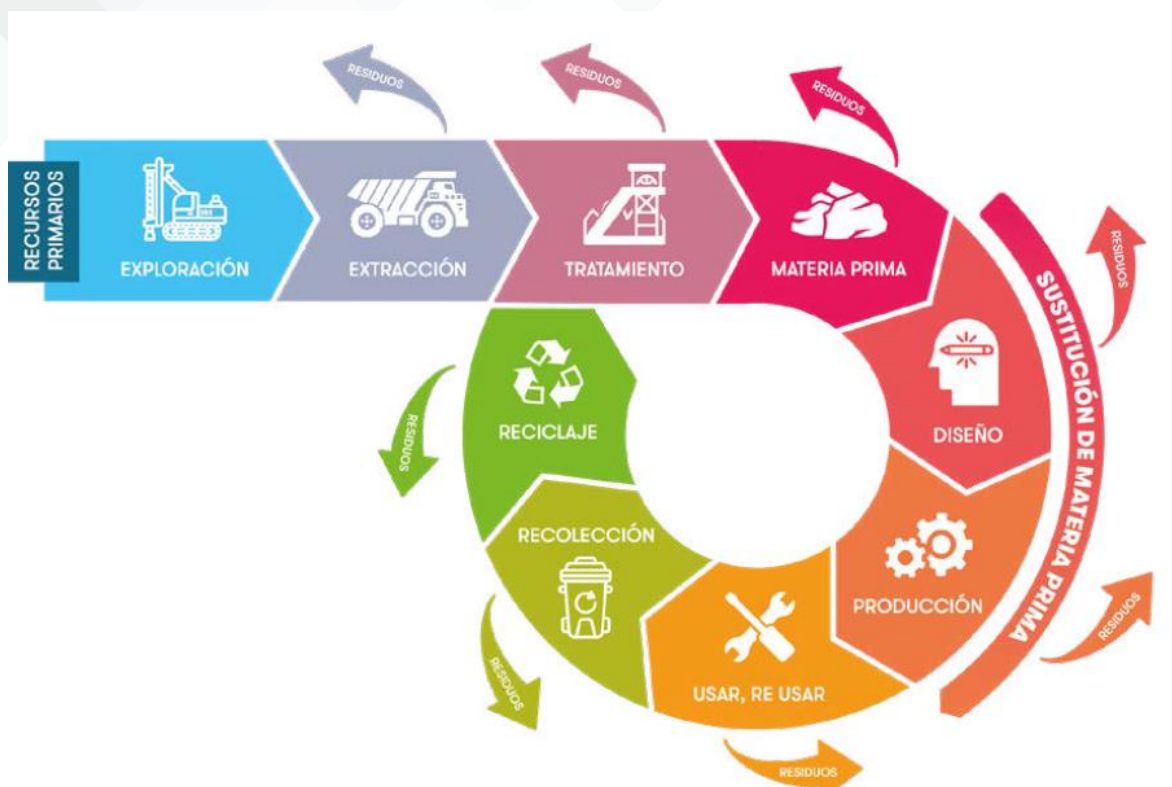 RECURSOS
PRIMARIOS
EXPLORACIÓN
RESIDUOS
EXTRACCIÓN
RESIDUOS
TRATAMIENTO
RESIDUOS
MATERIA PRIMA
RESIDUOS
DISEÑO
SUSTITUCIÓN DE MATERIA PRIMA
RESIDUOS
PRODUCCIÓN
RESIDUOS
USAR, RE USAR
RESIDUOS
RECOLECCIÓN
RESIDUOS
RECICLAJE
RESIDUOS